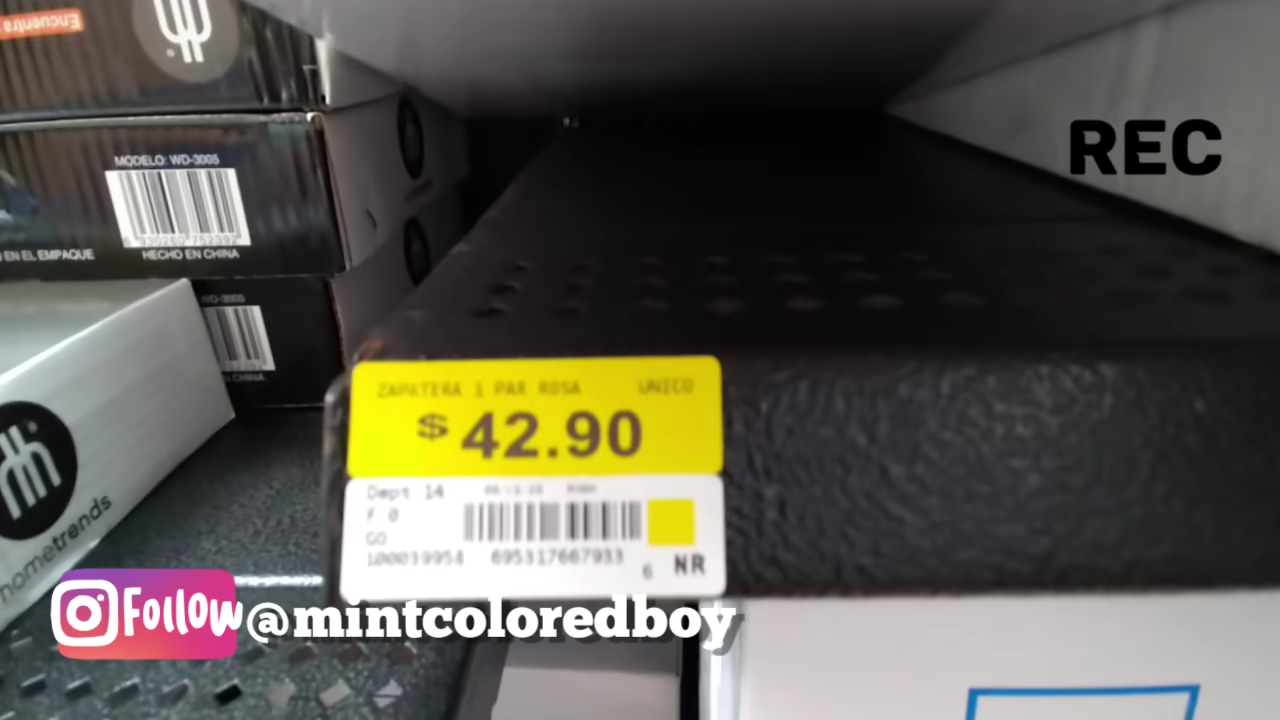 Encuentra
REC
MODELO: WD-3005
EN EL EMPAQUE
HECHO EN CHINA
WD-3005
CHINA
ZAPATERA 1 PAR ROSA UNICO
$ 42.90
Dept 14
F 0
GO
100039954 695317667933 6 NR
hometrends
Follow @mintcoloredboy